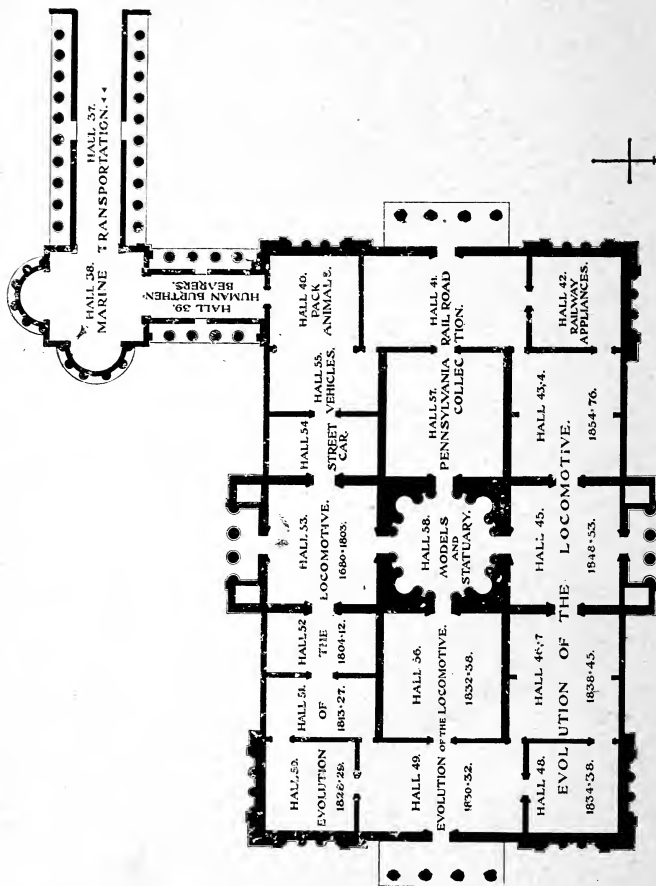 HALL 37.
MARINE TRANSPORTATION.
HALL 38.
HALL 39.
HUMAN BURTHEN
BEARERS.
HALL 40.
PACK
ANIMALS.
HALL 55.
VEHICLES.
HALL 54
STREET
CAR.
HALL 53.
HALL 52
HALL 51.
HALL 50.
EVOLUTION OF THE LOCOMOTIVE.
1680·1803.
1804·12.
1813·27.
1828·29.
HALL 41.
HALL 57.
PENNSYLVANIA RAILROAD
COLLECTION.
HALL 58.
MODELS
AND
STATUARY.
HALL 56.
HALL 49.
EVOLUTION OF THE LOCOMOTIVE.
1832·38.
1830·32.
HALL 42.
RAILWAY
APPLIANCES.
HALL 43,·4.
HALL 45.
HALL 46,·7
HALL 48.
EVOLUTION OF THE LOCOMOTIVE.
1854·76.
1848·53.
1838·45.
1834·38.